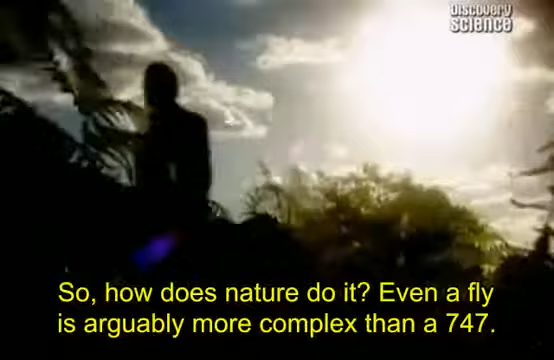 Discovery
SCIENCE
So, how does nature do it? Even a fly
is arguably more complex than a 747.